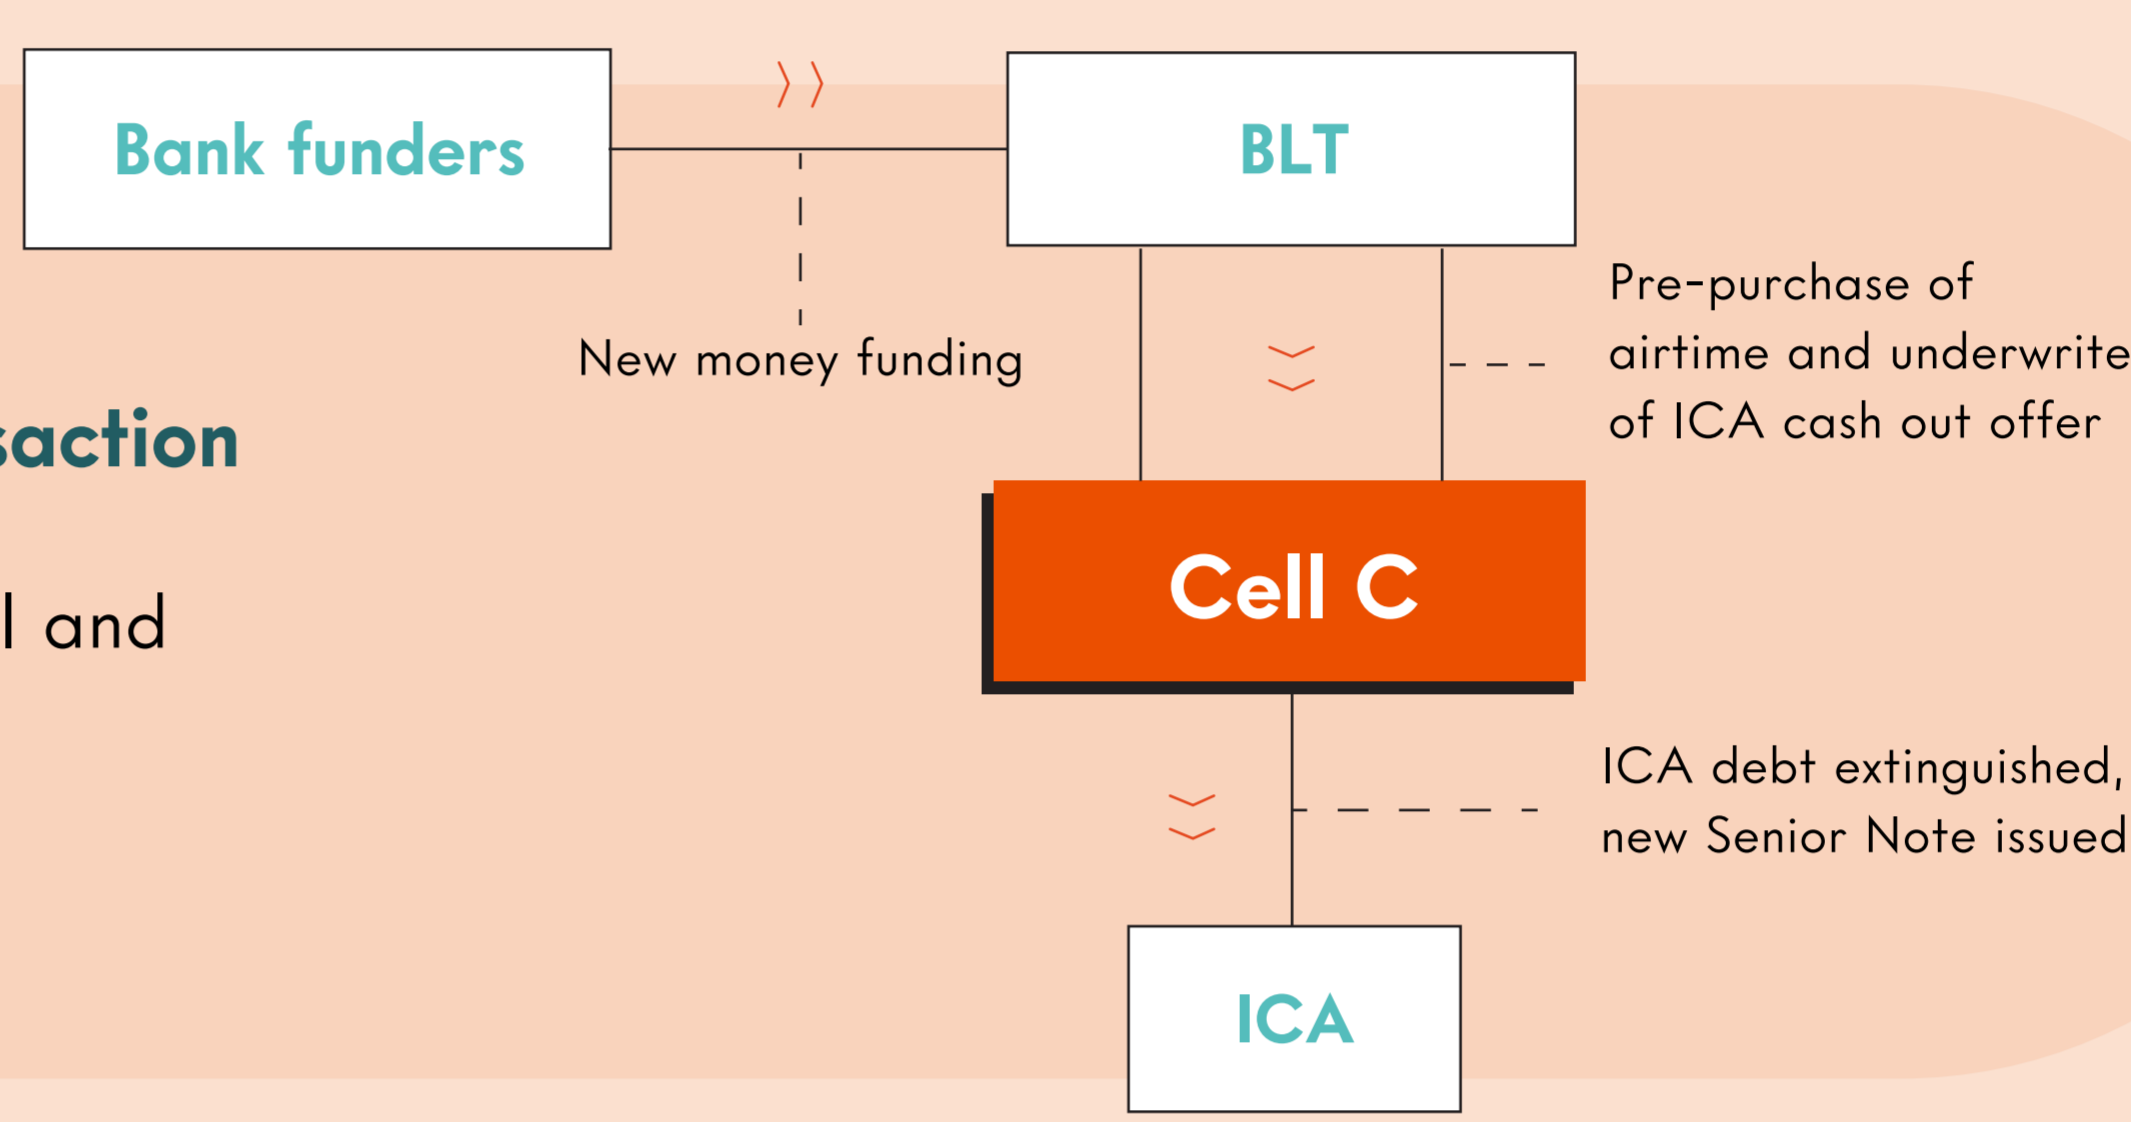 Bank funders
BLT
New money funding
Pre-purchase of
airtime and underwrite
of ICA cash out offer
saction
Cell C
l and
ICA debt extinguished,
new Senior Note issued
ICA